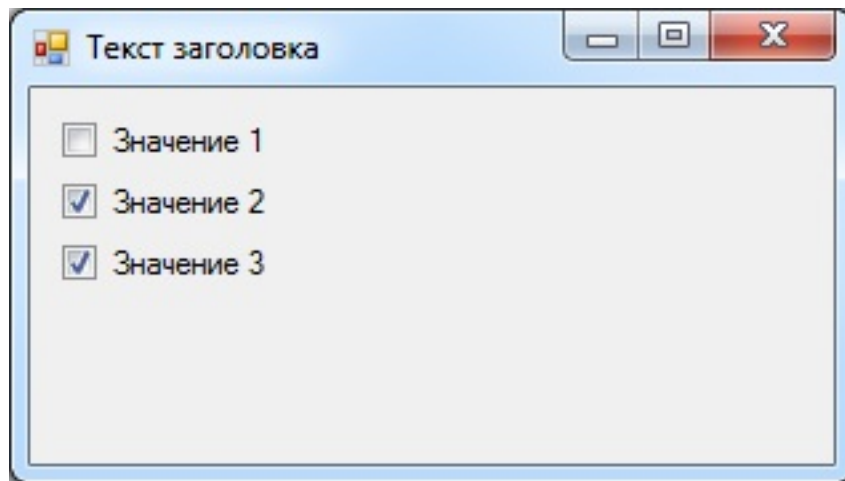 Текст заголовка
Значение 1
Значение 2
Значение 3